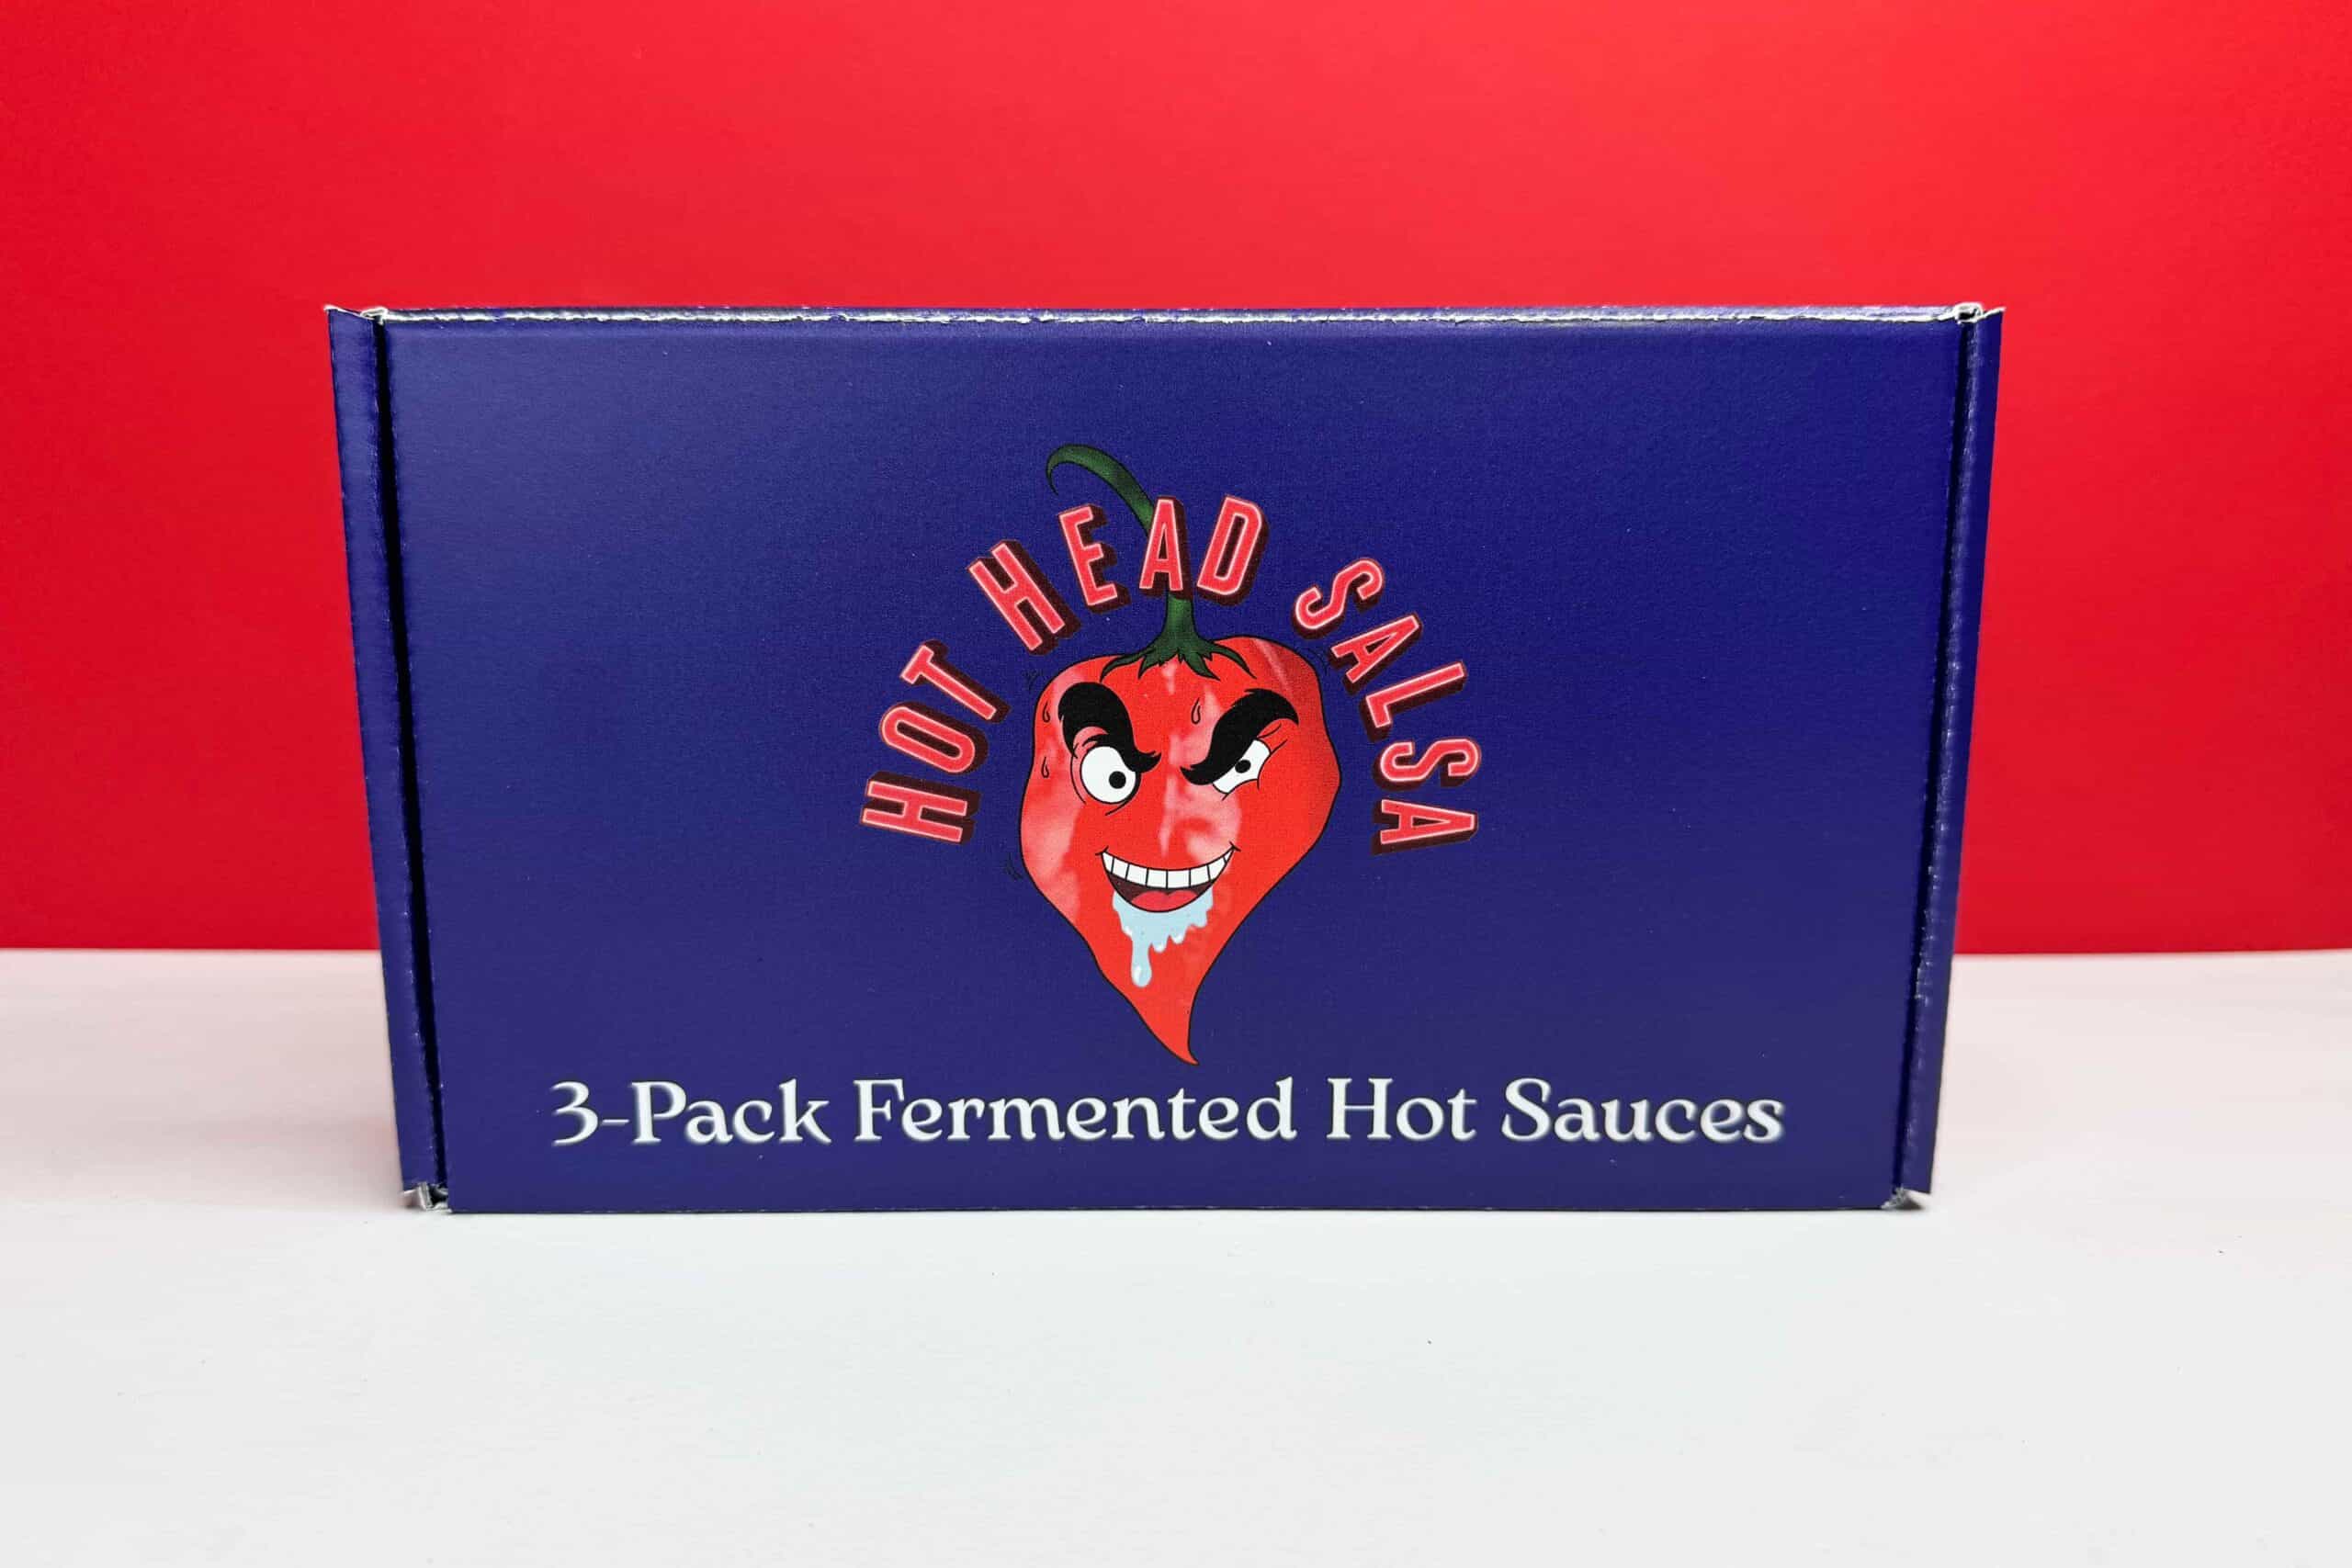 HOT HEAD SALSA
3-Pack Fermented Hot Sauces